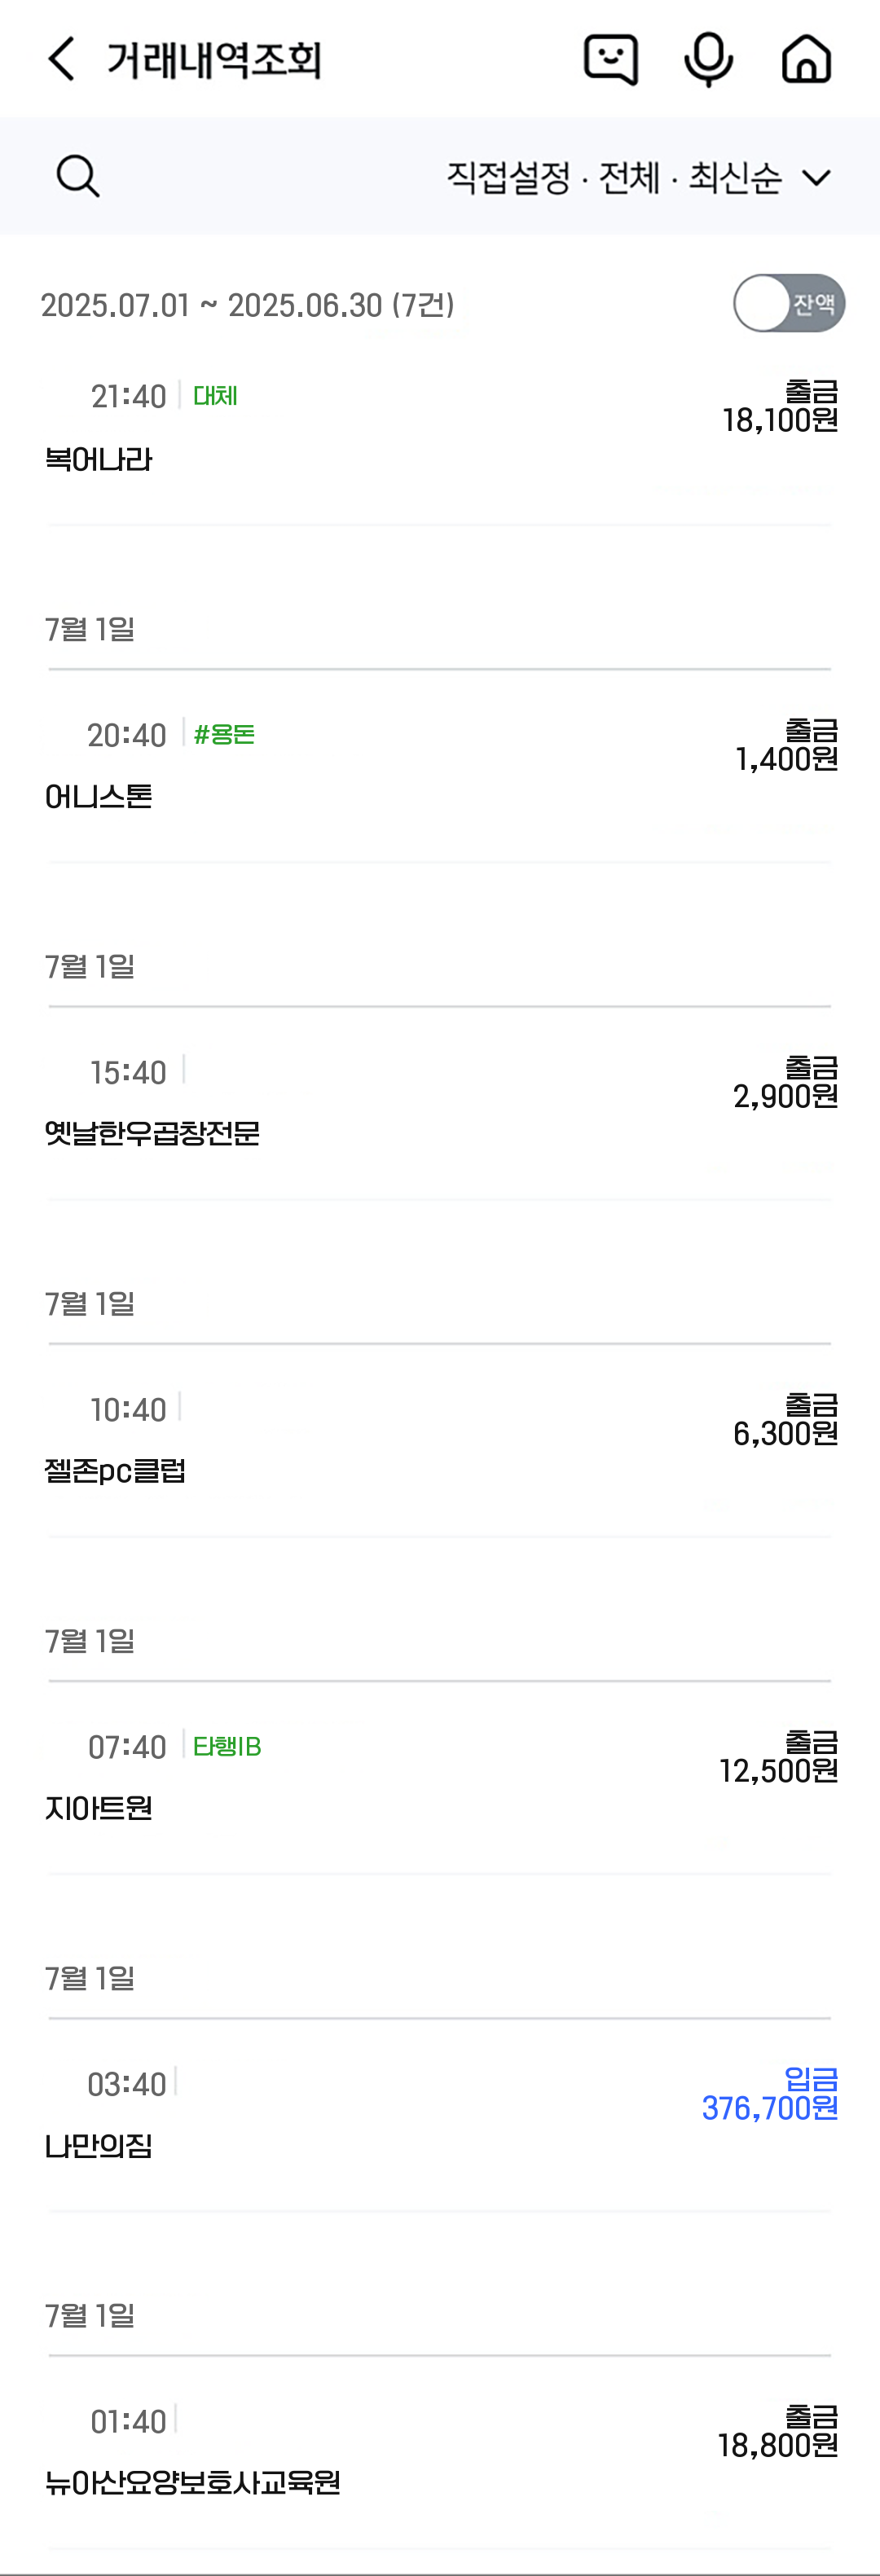 거래내역조회
직접설정 · 전체 · 최신순
2025.07.01 ~ 2025.06.30 (7건) 잔액
21:40 대체 출금
18,100원
복어나라
7월 1일
20:40 #용돈 출금
1,400원
어니스톤
7월 1일
15:40 출금
2,900원
옛날한우곱창전문
7월 1일
10:40 출금
6,300원
젤존pc클럽
7월 1일
07:40 타행IB 출금
12,500원
지아트원
7월 1일
03:40 입금
376,700원
나만의짐
7월 1일
01:40 출금
18,800원
뉴아산요양보호사교육원